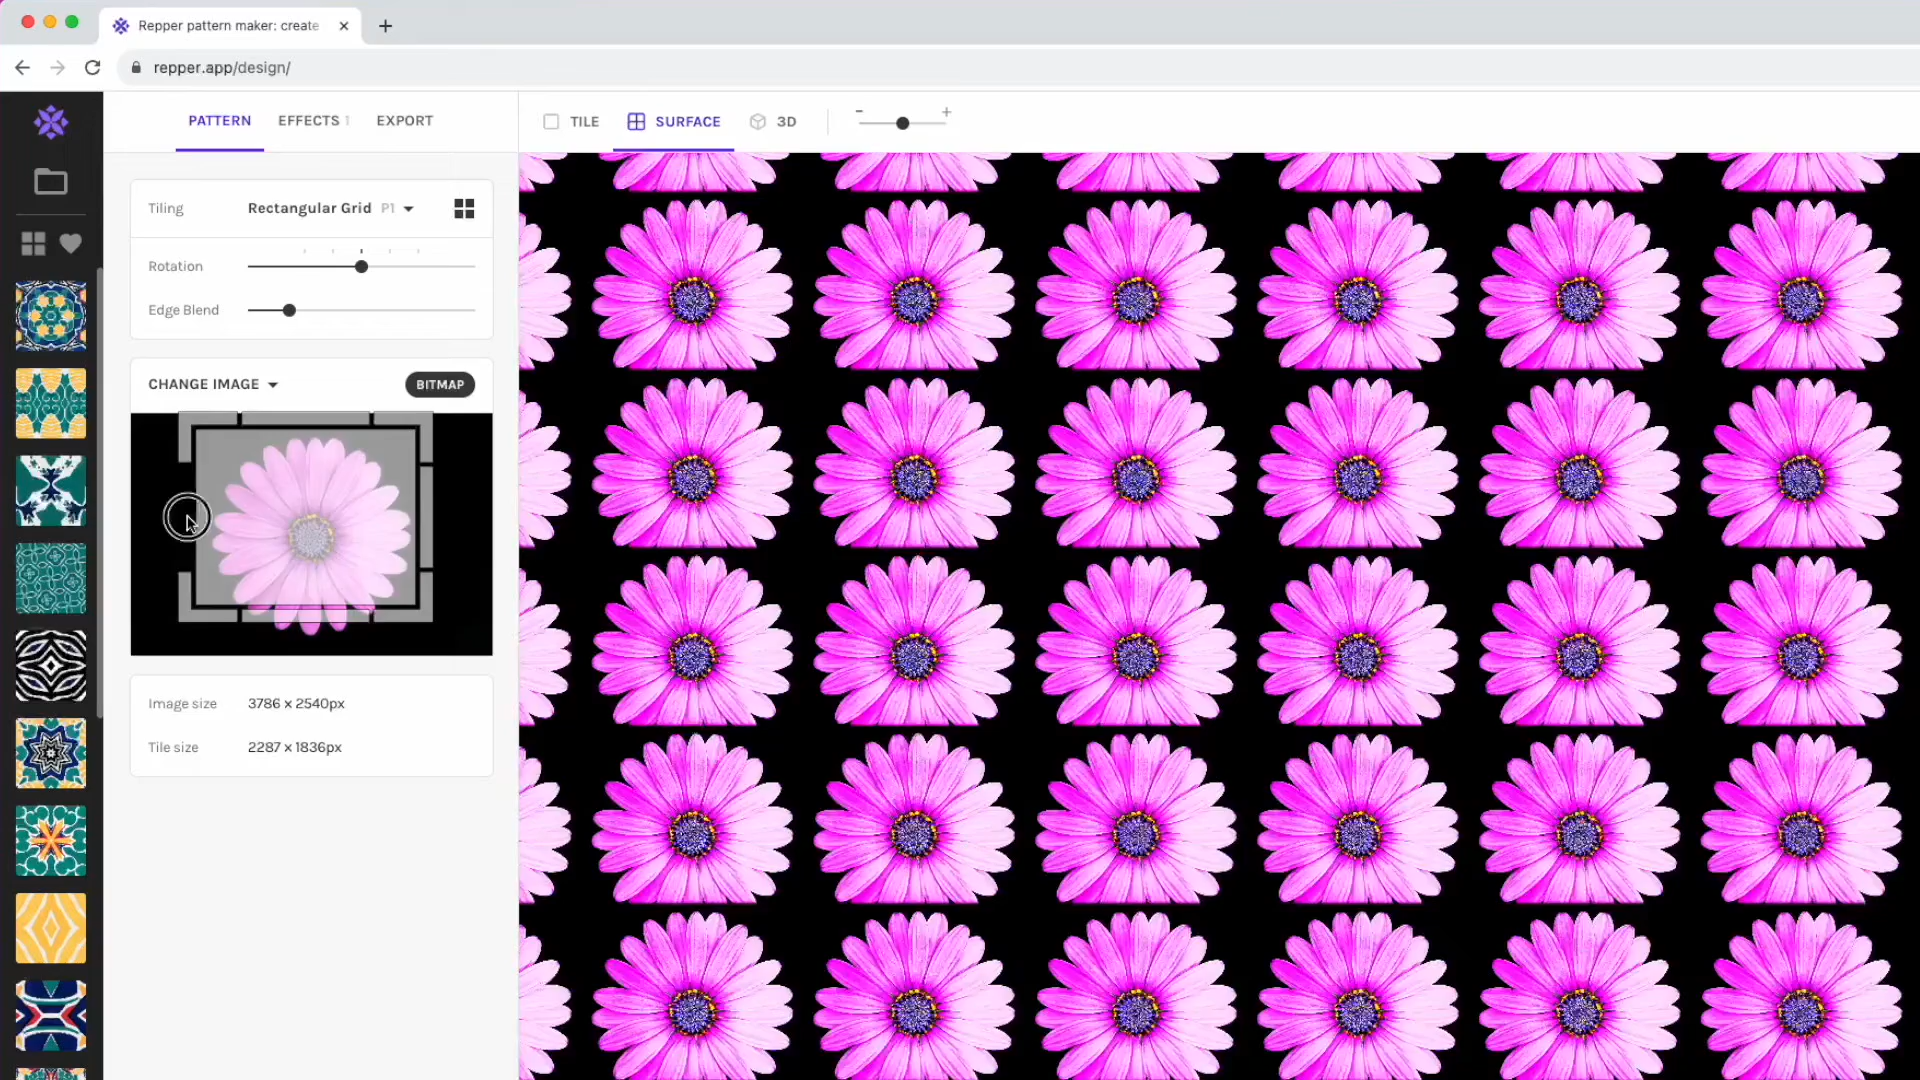 Repper pattern maker: create
repper.app/design/
PATTERN EFFECTS 1 EXPORT
TILE SURFACE 3D - +
Tiling Rectangular Grid P1
Rotation
Edge Blend
CHANGE IMAGE BITMAP
Image size 3786 x 2540px
Tile size 2287 x 1836px